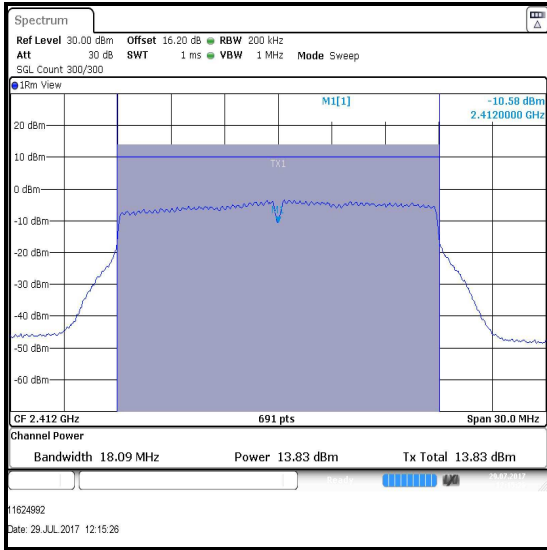 Spectrum
Ref Level 30.00 dBm Offset 16.20 dB RBW 200 kHz
Att 30 dB SWT 1 ms VBW 1 MHz Mode Sweep
SGL Count 300/300
1Rm View
M1[1] -10.58 dBm
2.4120000 GHz
20 dBm
10 dBm
TX1
0 dBm
-10 dBm
-20 dBm
-30 dBm
-40 dBm
-50 dBm
-60 dBm
CF 2.412 GHz 691 pts Span 30.0 MHz
Channel Power
Bandwidth 18.09 MHz Power 13.83 dBm Tx Total 13.83 dBm
Ready 29.07.2017
11624992
Date: 29.JUL.2017 12:15:26